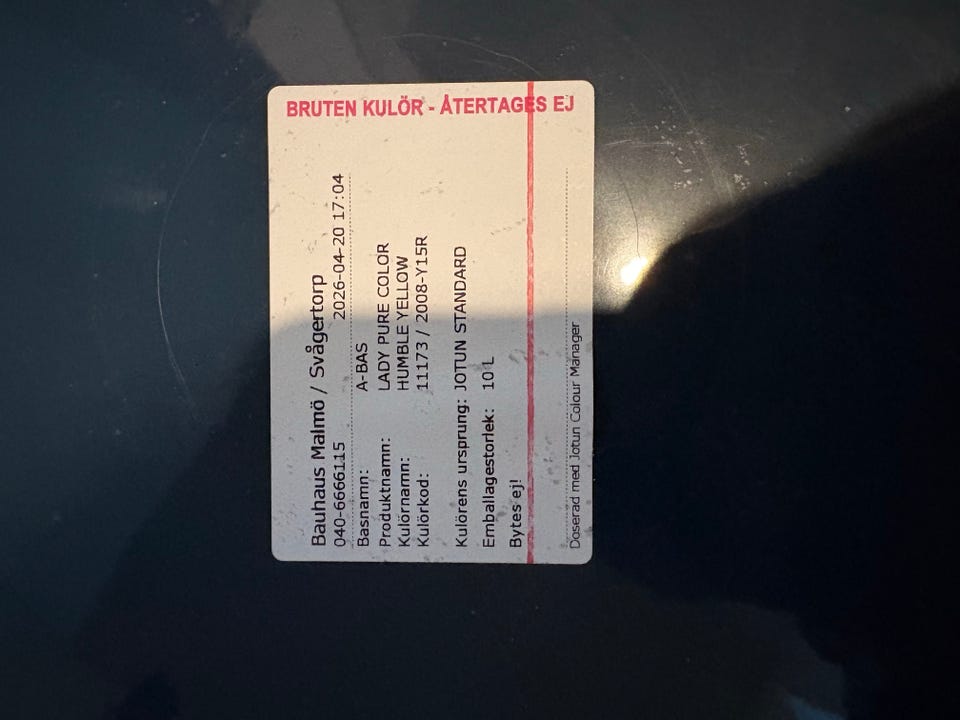 BRUTEN KULÖR - ÅTERTAGES EJ
Bauhaus Malmö / Svågertorp
040-6666115 2026-04-20 17:04
Basnamn: A-BAS
Produktnamn: LADY PURE COLOR
Kulörnamn: HUMBLE YELLOW
Kulörkod: 11173 / 2008-Y15R
Kulörens ursprung: JOTUN STANDARD
Emballagestorlek: 10 L
Bytes ej!
Doserad med Jotun Colour Manager